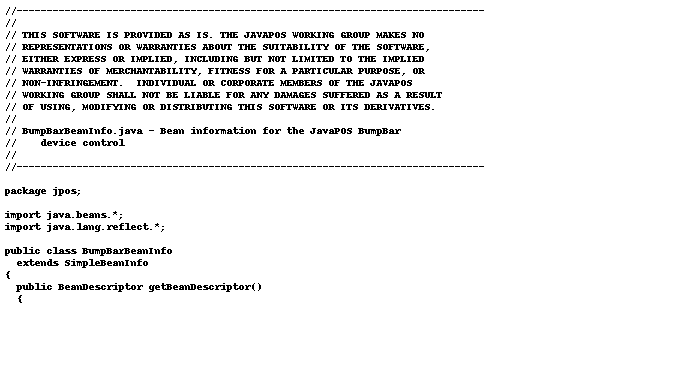 //----------------------------------------------------------------------
//
// THIS SOFTWARE IS PROVIDED AS IS. THE JAVAPOS WORKING GROUP MAKES NO
// REPRESENTATIONS OR WARRANTIES ABOUT THE SUITABILITY OF THE SOFTWARE,
// EITHER EXPRESS OR IMPLIED, INCLUDING BUT NOT LIMITED TO THE IMPLIED
// WARRANTIES OF MERCHANTABILITY, FITNESS FOR A PARTICULAR PURPOSE, OR
// NON-INFRINGEMENT.  INDIVIDUAL OR CORPORATE MEMBERS OF THE JAVAPOS
// WORKING GROUP SHALL NOT BE LIABLE FOR ANY DAMAGES SUFFERED AS A RESULT
// OF USING, MODIFYING OR DISTRIBUTING THIS SOFTWARE OR ITS DERIVATIVES.
//
// BumpBarBeanInfo.java - Bean information for the JavaPOS BumpBar
//    device control
//
//----------------------------------------------------------------------

package jpos;

import java.beans.*;
import java.lang.reflect.*;

public class BumpBarBeanInfo
  extends SimpleBeanInfo
{
  public BeanDescriptor getBeanDescriptor()
  {